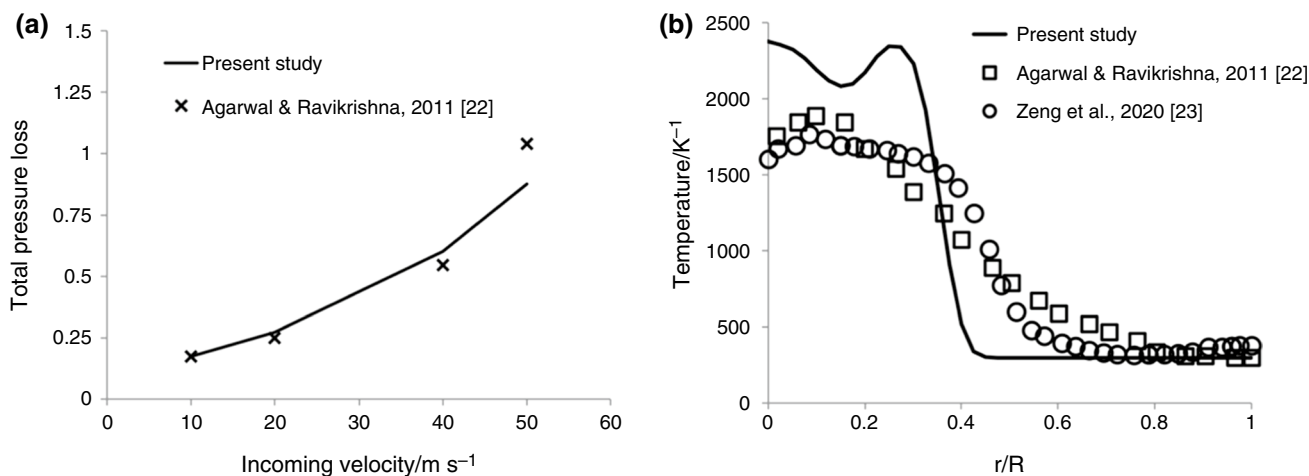 (a)
1.5
1.25
1
0.75
0.5
0.25
0
Total pressure loss
Present study
Agarwal & Ravikrishna, 2011 [22]
0 10 20 30 40 50 60
Incoming velocity/m s⁻¹
(b)
2500
2000
1500
1000
500
0
Temperature/K⁻¹
Present study
Agarwal & Ravikrishna, 2011 [22]
Zeng et al., 2020 [23]
0 0.2 0.4 0.6 0.8 1
r/R